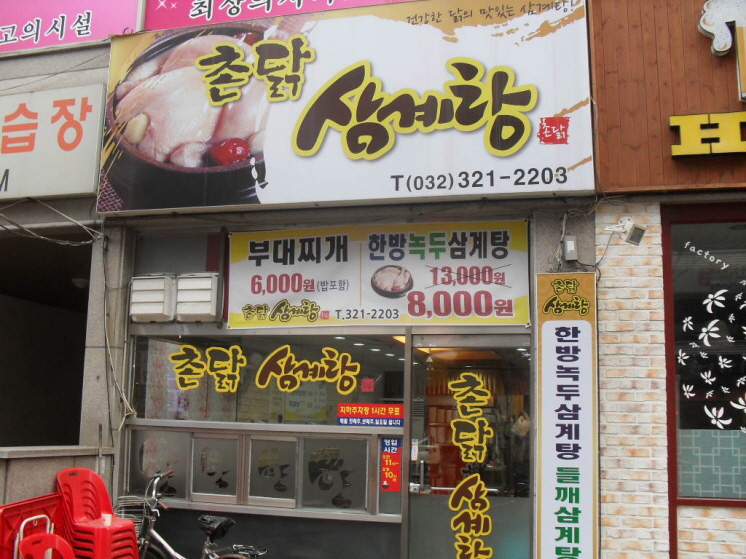 고의시설
습장
M
건강한 닭의 맛있는 삼계탕!
촌닭 삼계탕
촌닭
T(032)321-2203
H
부대찌개
6,000원(밥포함)
촌닭 삼계탕
T.321-2203
한방녹두삼계탕
13,000원
8,000원
촌닭 삼계탕
지하주차장 1시간 무료
영업
시간
촌닭 삼계탕
촌닭
삼계탕
한방녹두삼계탕 들깨삼계탕
factory